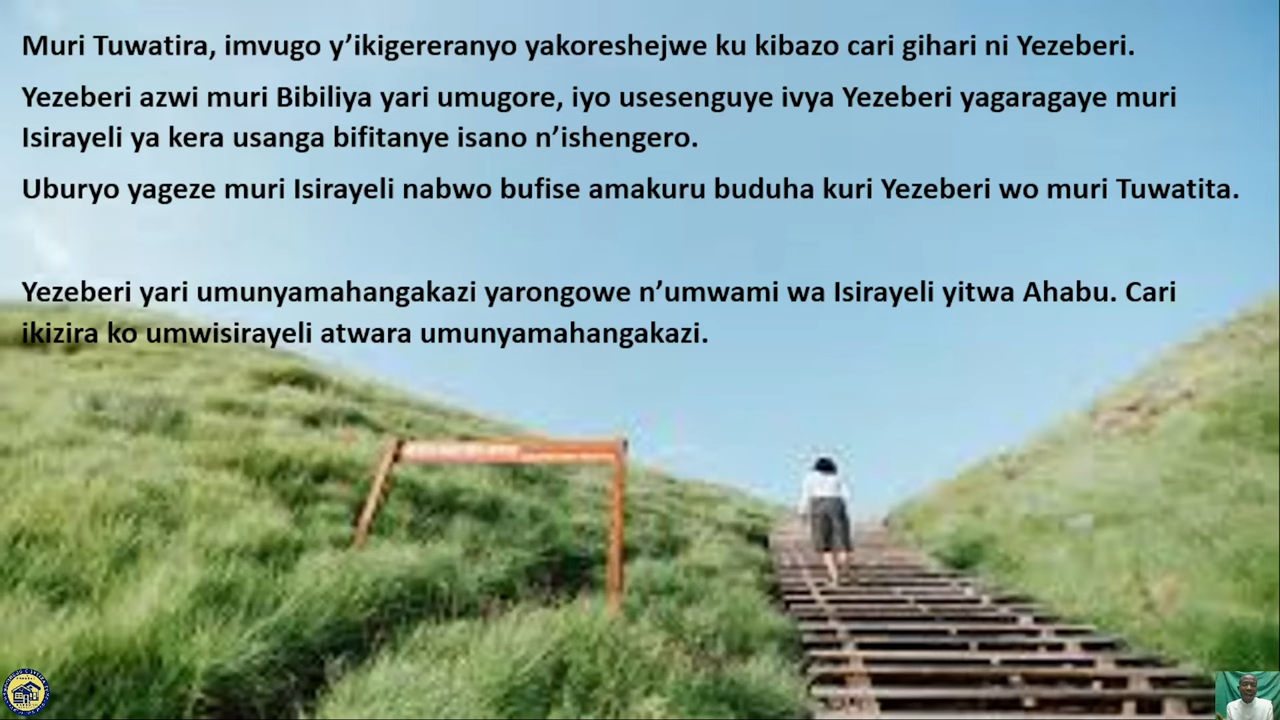 Muri Tuwatira, imvugo y’ikigereranyo yakoreshejwe ku kibazo cari gihari ni Yezeberi.
Yezeberi azwi muri Bibiliya yari umugore, iyo usesenguye ivya Yezeberi yagaragaye muri
Isirayeli ya kera usanga bifitanye isano n’ishengero.
Uburyo yageze muri Isirayeli nabwo bufise amakuru buduha kuri Yezeberi wo muri Tuwatita.
Yezeberi yari umunyamahangakazi yarongowe n’umwami wa Isirayeli yitwa Ahabu. Cari
ikizira ko umwisirayeli atwara umunyamahangakazi.